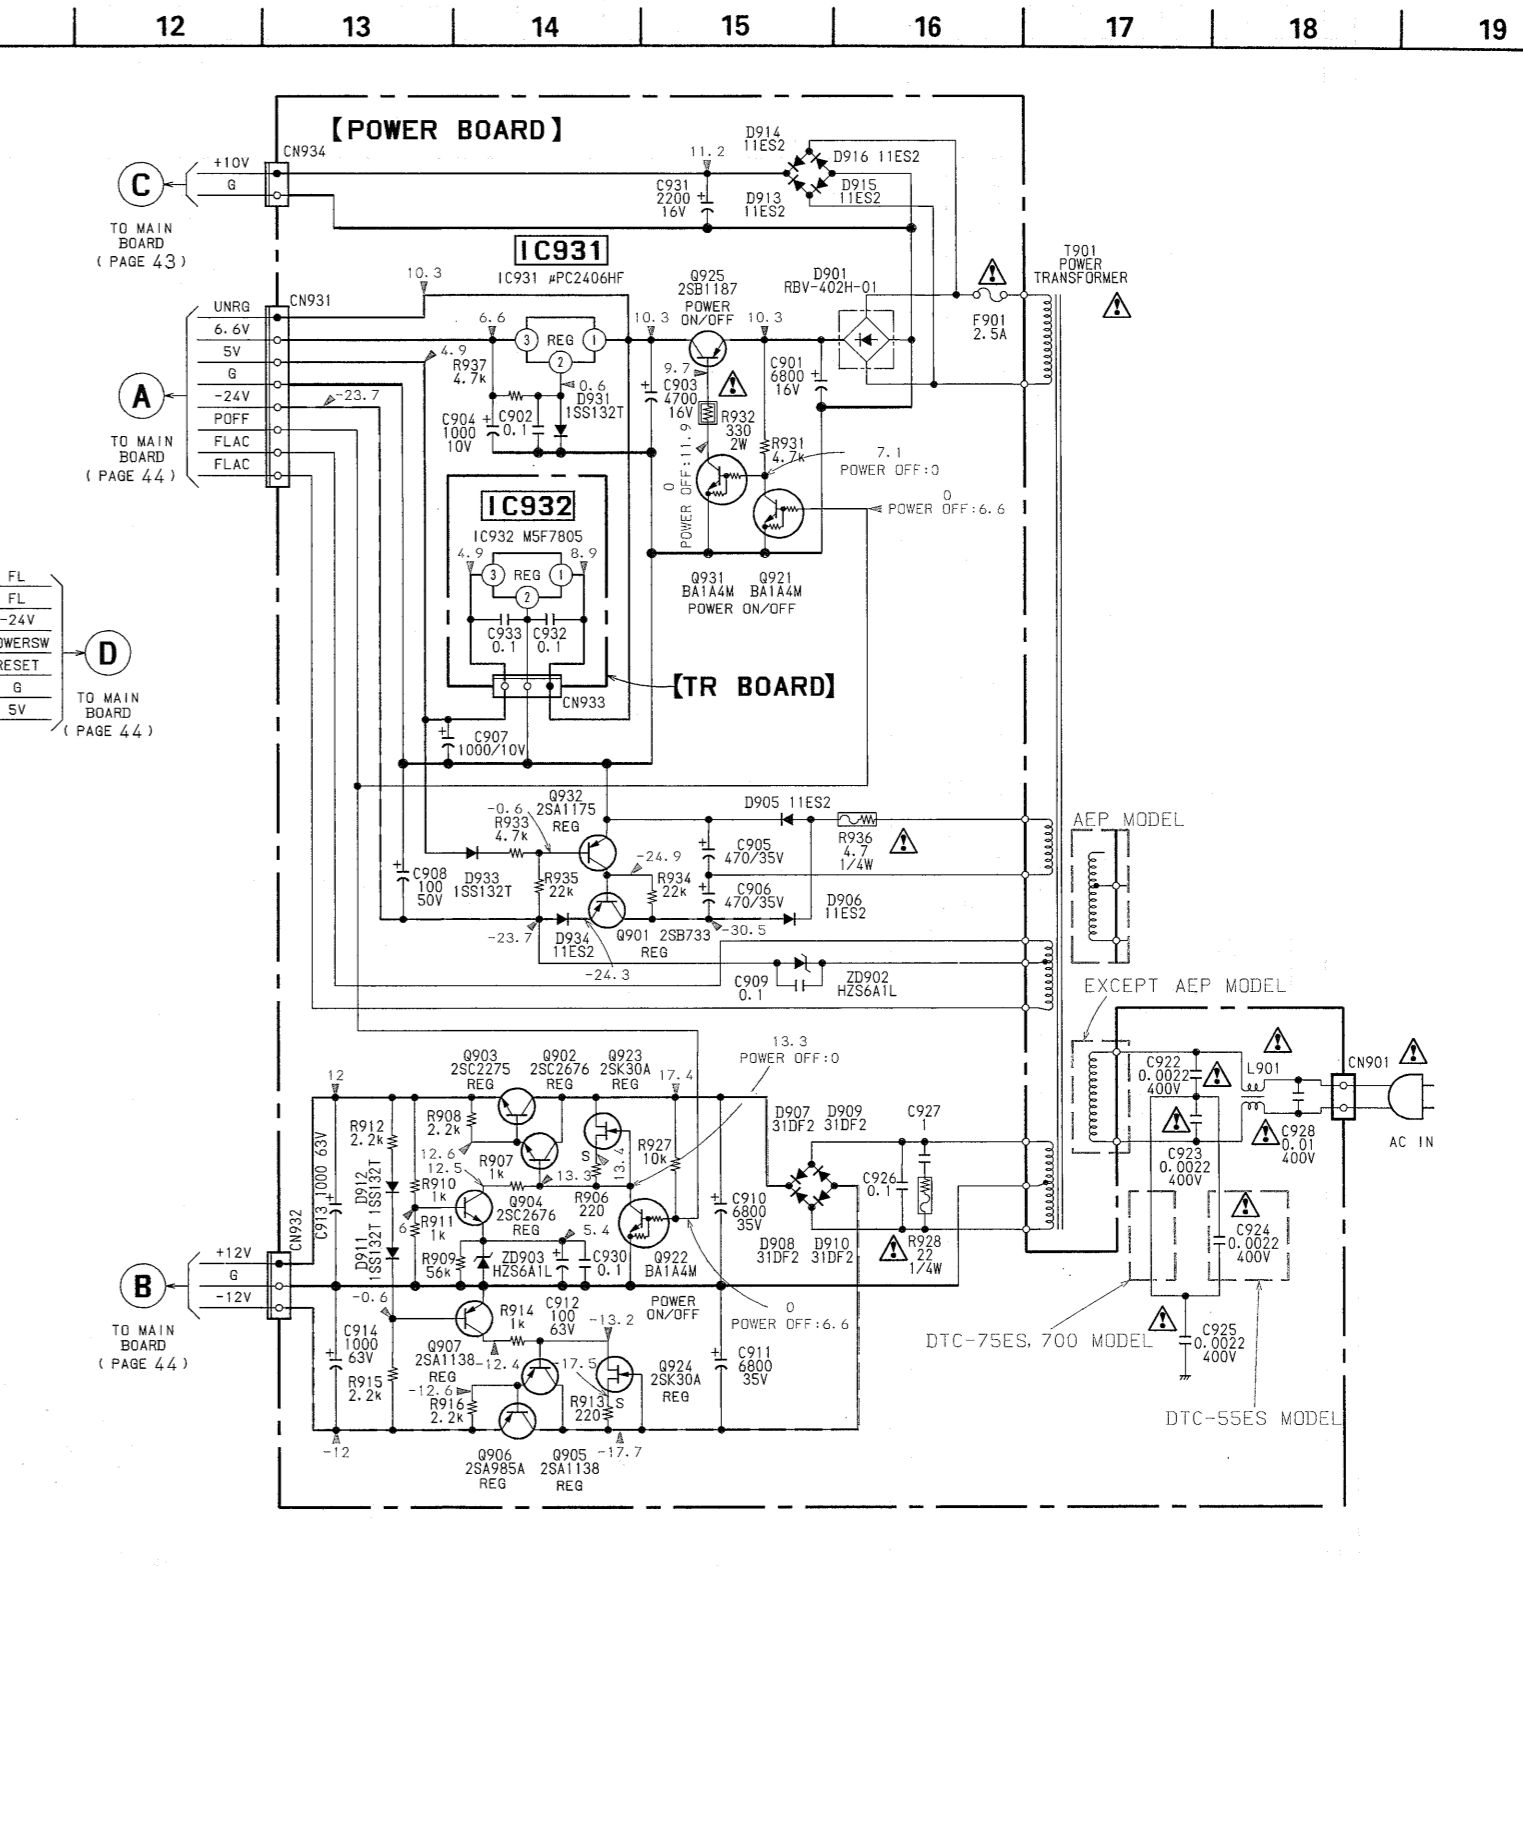 12 13 14 15 16 17 18 19
【POWER BOARD】
CN934
+10V
G
C
TO MAIN
BOARD
( PAGE 43 )
11.2
C931
2200
16V
D914
11ES2
D916 11ES2
D913
11ES2
D915
11ES2
IC931
IC931 μPC2406HF
10.3
CN931
UNRG
6.6V
5V
G
-24V
POFF
FLAC
FLAC
A
TO MAIN
BOARD
( PAGE 44 )
-23.7
4.9
6.6
3 REG 1
2
R937
4.7k
0.6
D931
1SS132T
C904
1000
10V
C902
0.1
10.3
Q925
2SB1187
POWER
ON/OFF
10.3
9.7
C903
4700
16V
R932
330
2W
0
POWER OFF:11.9
R931
4.7k
C901
6800
16V
D901
RBV-402H-01
F901
2.5A
T901
POWER
TRANSFORMER
7.1
POWER OFF:0
0
POWER OFF:6.6
Q931
BA1A4M
Q921
BA1A4M
POWER ON/OFF
IC932
IC932 M5F7805
4.9
8.9
3 REG 1
2
C933
0.1
C932
0.1
CN933
【TR BOARD】
FL
FL
-24V
OWERSW
RESET
G
5V
D
TO MAIN
BOARD
( PAGE 44 )
C907
1000/10V
Q932
2SA1175
REG
-0.6
R933
4.7k
D933
1SS132T
C908
100
50V
R935
22k
-24.9
R934
22k
D905 11ES2
C905
470/35V
C906
470/35V
R936
4.7
1/4W
D906
11ES2
-23.7
D934
11ES2
Q901 2SB733
REG
-30.5
-24.3
C909
0.1
ZD902
HZS6A1L
AEP MODEL
EXCEPT AEP MODEL
13.3
POWER OFF:0
Q903
2SC2275
REG
Q902
2SC2676
REG
Q923
2SK30A
REG
12
17.4
R912
2.2k
R908
2.2k
C913 1000 63V
D912
1SS132T
D911
1SS132T
12.6
12.5
R910
1k
R907
1k
13.3
S
13.4
R927
10k
R911
1k
6
R909
56k
Q904
2SC2676
REG
R906
220
ZD903
HZS6A1L
5.4
C930
0.1
C912
100
63V
Q922
BA1A4M
POWER
ON/OFF
C910
6800
35V
D907
31DF2
D909
31DF2
D908
31DF2
D910
31DF2
C927
1
C926
0.1
R928
22
1/4W
0
POWER OFF:6.6
CN932
+12V
G
-12V
B
TO MAIN
BOARD
( PAGE 44 )
-0.6
C914
1000
63V
R915
2.2k
-12
Q907
2SA1138
REG
R914
1k
-12.4
-12.6
R916
2.2k
-13.2
-17.5
R913
220
S
Q924
2SK30A
REG
C911
6800
35V
Q906
2SA985A
REG
Q905
2SA1138
REG
-17.7
C922
0.0022
400V
L901
CN901
C928
0.01
400V
AC IN
C923
0.0022
400V
C924
0.0022
400V
C925
0.0022
400V
DTC-75ES, 700 MODEL
DTC-55ES MODEL